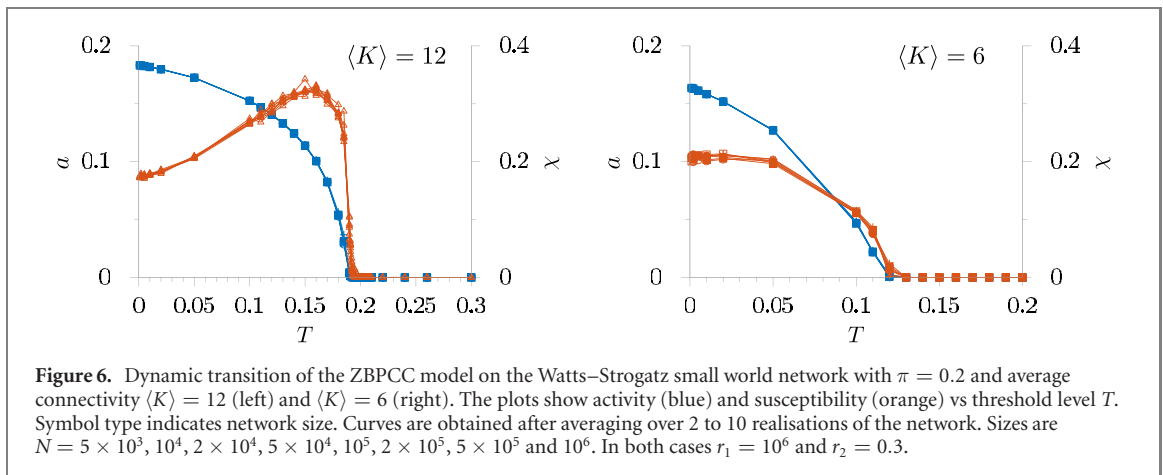 0.2
0.4
⟨K⟩ = 12
a
0.1
0.2
χ
0
0
0
0.05
0.1
0.15
0.2
0.25
0.3
T
0.2
0.4
⟨K⟩ = 6
a
0.1
0.2
χ
0
0
0
0.05
0.1
0.15
0.2
T
Figure 6. Dynamic transition of the ZBPCC model on the Watts–Strogatz small world network with π = 0.2 and average
connectivity ⟨K⟩ = 12 (left) and ⟨K⟩ = 6 (right). The plots show activity (blue) and susceptibility (orange) vs threshold level T.
Symbol type indicates network size. Curves are obtained after averaging over 2 to 10 realisations of the network. Sizes are
N = 5 × 10³, 10⁴, 2 × 10⁴, 5 × 10⁴, 10⁵, 2 × 10⁵, 5 × 10⁵ and 10⁶. In both cases r₁ = 10⁶ and r₂ = 0.3.